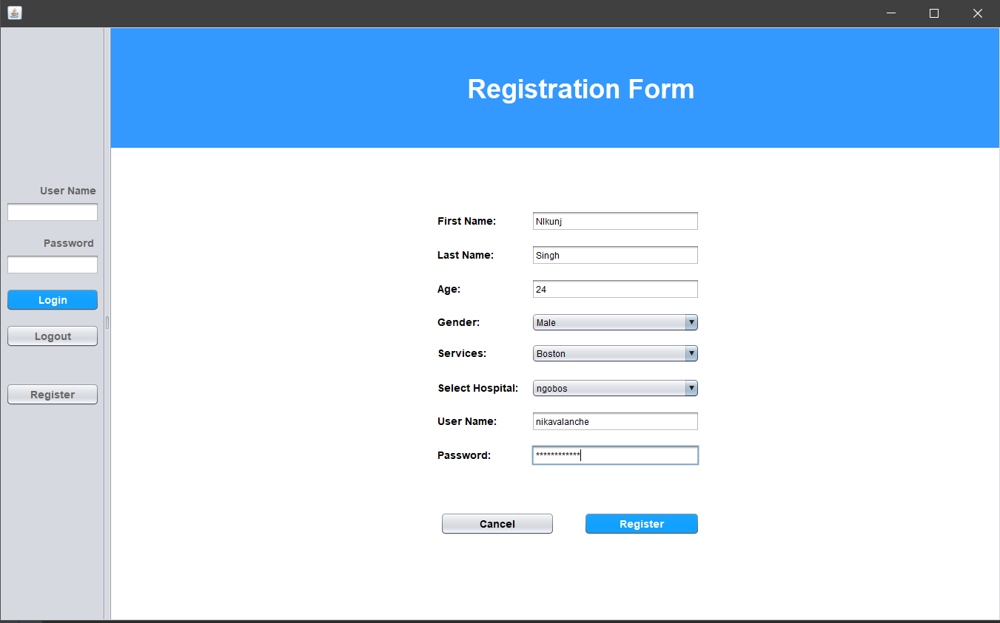 Registration Form
User Name
Password
Login
Logout
Register
First Name: NIkunj
Last Name: Singh
Age: 24
Gender: Male
Services: Boston
Select Hospital: ngobos
User Name: nikavalanche
Password: ************
Cancel Register